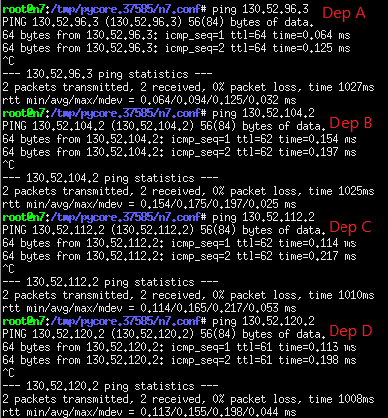 root@n7:/tmp/pycore.37585/n7.conf# ping 130.52.96.3
Dep A
PING 130.52.96.3 (130.52.96.3) 56(84) bytes of data.
64 bytes from 130.52.96.3: icmp_seq=1 ttl=64 time=0.064 ms
64 bytes from 130.52.96.3: icmp_seq=2 ttl=64 time=0.125 ms
^C
--- 130.52.96.3 ping statistics ---
2 packets transmitted, 2 received, 0% packet loss, time 1027ms
rtt min/avg/max/mdev = 0.064/0.094/0.125/0.032 ms
root@n7:/tmp/pycore.37585/n7.conf# ping 130.52.104.2
PING 130.52.104.2 (130.52.104.2) 56(84) bytes of data.
Dep B
64 bytes from 130.52.104.2: icmp_seq=1 ttl=62 time=0.154 ms
64 bytes from 130.52.104.2: icmp_seq=2 ttl=62 time=0.197 ms
^C
--- 130.52.104.2 ping statistics ---
2 packets transmitted, 2 received, 0% packet loss, time 1025ms
rtt min/avg/max/mdev = 0.154/0.175/0.197/0.025 ms
root@n7:/tmp/pycore.37585/n7.conf# ping 130.52.112.2
PING 130.52.112.2 (130.52.112.2) 56(84) bytes of data.
Dep C
64 bytes from 130.52.112.2: icmp_seq=1 ttl=62 time=0.114 ms
64 bytes from 130.52.112.2: icmp_seq=2 ttl=62 time=0.217 ms
^C
--- 130.52.112.2 ping statistics ---
2 packets transmitted, 2 received, 0% packet loss, time 1010ms
rtt min/avg/max/mdev = 0.114/0.165/0.217/0.053 ms
root@n7:/tmp/pycore.37585/n7.conf# ping 130.52.120.2
PING 130.52.120.2 (130.52.120.2) 56(84) bytes of data.
Dep D
64 bytes from 130.52.120.2: icmp_seq=1 ttl=61 time=0.113 ms
64 bytes from 130.52.120.2: icmp_seq=2 ttl=61 time=0.198 ms
^C
--- 130.52.120.2 ping statistics ---
2 packets transmitted, 2 received, 0% packet loss, time 1008ms
rtt min/avg/max/mdev = 0.113/0.155/0.198/0.044 ms